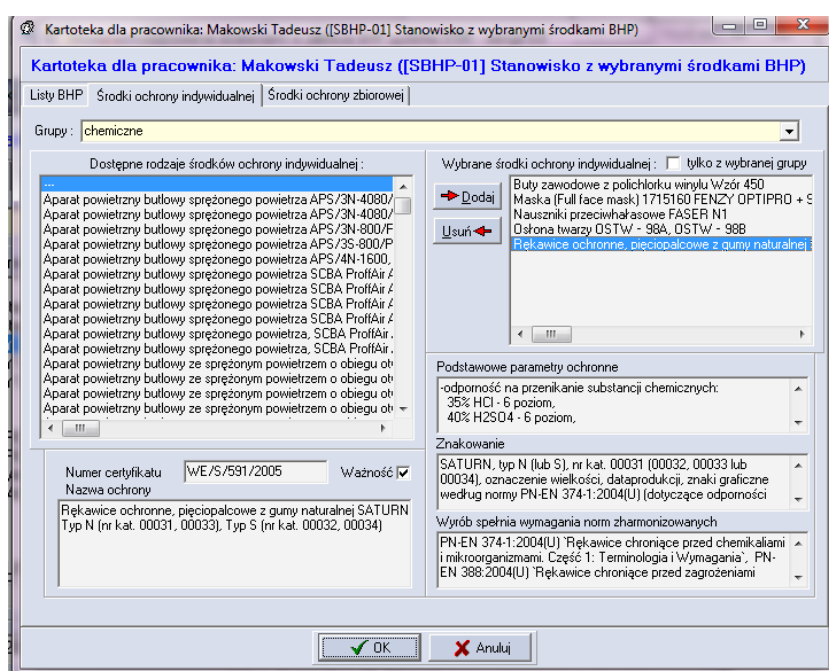 Kartoteka dla pracownika: Makowski Tadeusz ([SBHP-01] Stanowisko z wybranymi środkami BHP)
Kartoteka dla pracownika: Makowski Tadeusz ([SBHP-01] Stanowisko z wybranymi środkami BHP)
Listy BHP Środki ochrony indywidualnej Środki ochrony zbiorowej
Grupy : chemiczne
Dostępne rodzaje środków ochrony indywidualnej :
---
Aparat powietrzny butlowy sprężonego powietrza APS/3N-4080/
Aparat powietrzny butlowy sprężonego powietrza APS/3N-4080/
Aparat powietrzny butlowy sprężonego powietrza APS/3N-800/F
Aparat powietrzny butlowy sprężonego powietrza APS/3S-800/P
Aparat powietrzny butlowy sprężonego powietrza APS/4N-1600,
Aparat powietrzny butlowy sprężonego powietrza SCBA ProffAir
Aparat powietrzny butlowy sprężonego powietrza SCBA ProffAir
Aparat powietrzny butlowy sprężonego powietrza SCBA ProffAir
Aparat powietrzny butlowy sprężonego powietrza SCBA ProffAir
Aparat powietrzny butlowy sprężonego powietrza, SCBA ProffAir
Aparat powietrzny butlowy sprężonego powietrza, SCBA ProffAir
Aparat powietrzny butlowy ze sprężonym powietrzem o obiegu
Aparat powietrzny butlowy ze sprężonym powietrzem o obiegu
Aparat powietrzny butlowy ze sprężonym powietrzem o obiegu
Aparat powietrzny butlowy ze sprężonym powietrzem o obiegu
Wybrane środki ochrony indywidualnej : tylko z wybranej grupy
Dodaj
Usuń
Buty zawodowe z polichlorku winylu Wzór 450
Maska (Full face mask) 1715160 FENZY OPTIPRO + S
Nauszniki przeciwhałasowe FASER N1
Osłona twarzy OSTW - 98A, OSTW - 98B
Rękawice ochronne, pięciopalcowe z gumy naturalnej
Podstawowe parametry ochronne
-odporność na przenikanie substancji chemicznych:
35% HCl - 6 poziom,
40% H2SO4 - 6 poziom,
Znakowanie
SATURN, typ N (lub S), nr kat. 00031 (00032, 00033 lub
00034), oznaczenie wielkości, dataprodukcji, znaki graficzne
według normy PN-EN 374-1:2004(U) (dotyczące odporności
Wyrób spełnia wymagania norm zharmonizowanych
PN-EN 374-1:2004(U) `Rękawice chroniące przed chemikaliami
i mikroorganizmami. Część 1: Terminologia i Wymagania`, PN-
EN 388:2004(U) `Rękawice chroniące przed zagrożeniami
Numer certyfikatu WE/S/591/2005 Ważność
Nazwa ochrony
Rękawice ochronne, pięciopalcowe z gumy naturalnej SATURN
Typ N (nr kat. 00031, 00033), Typ S (nr kat. 00032, 00034)
OK Anuluj